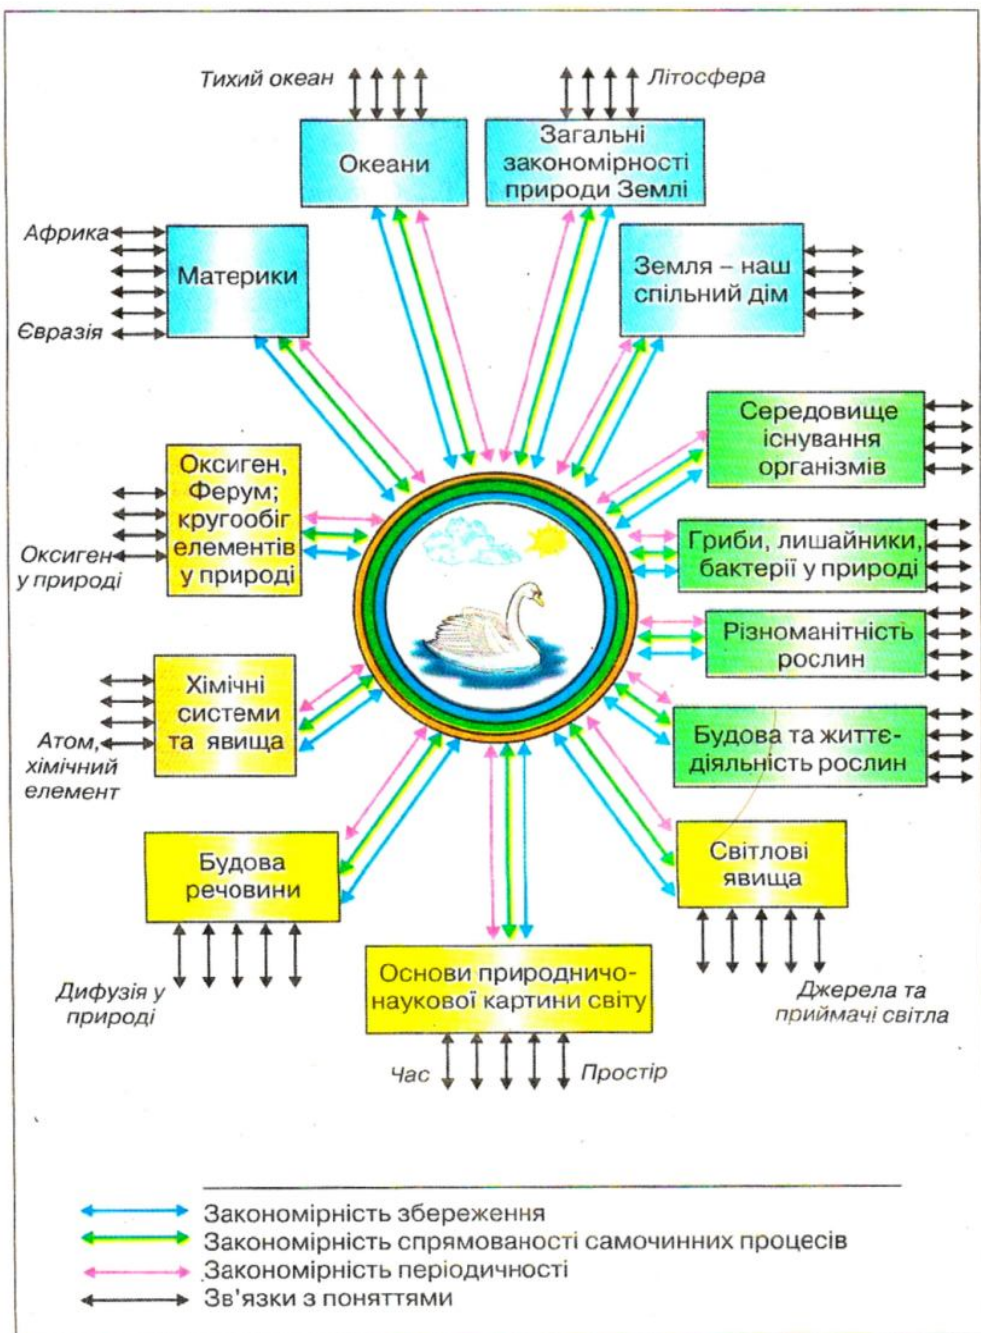 Тихий океан
Літосфера
Океани
Загальні
закономірності
природи Землі
Африка
Євразія
Материки
Земля – наш
спільний дім
Середовище
існування
організмів
Оксиген,
Ферум;
кругообіг
елементів
у природі
Оксиген
у природі
Гриби, лишайники,
бактерії у природі
Різноманітність
рослин
Хімічні
системи
та явища
Атом,
хімічний
елемент
Будова та життє-
діяльність рослин
Будова
речовини
Світлові
явища
Дифузія у
природі
Основи природничо-
наукової картини світу
Джерела та
приймачі світла
Час
Простір
Закономірність збереження
Закономірність спрямованості самочинних процесів
Закономірність періодичності
Зв'язки з поняттями